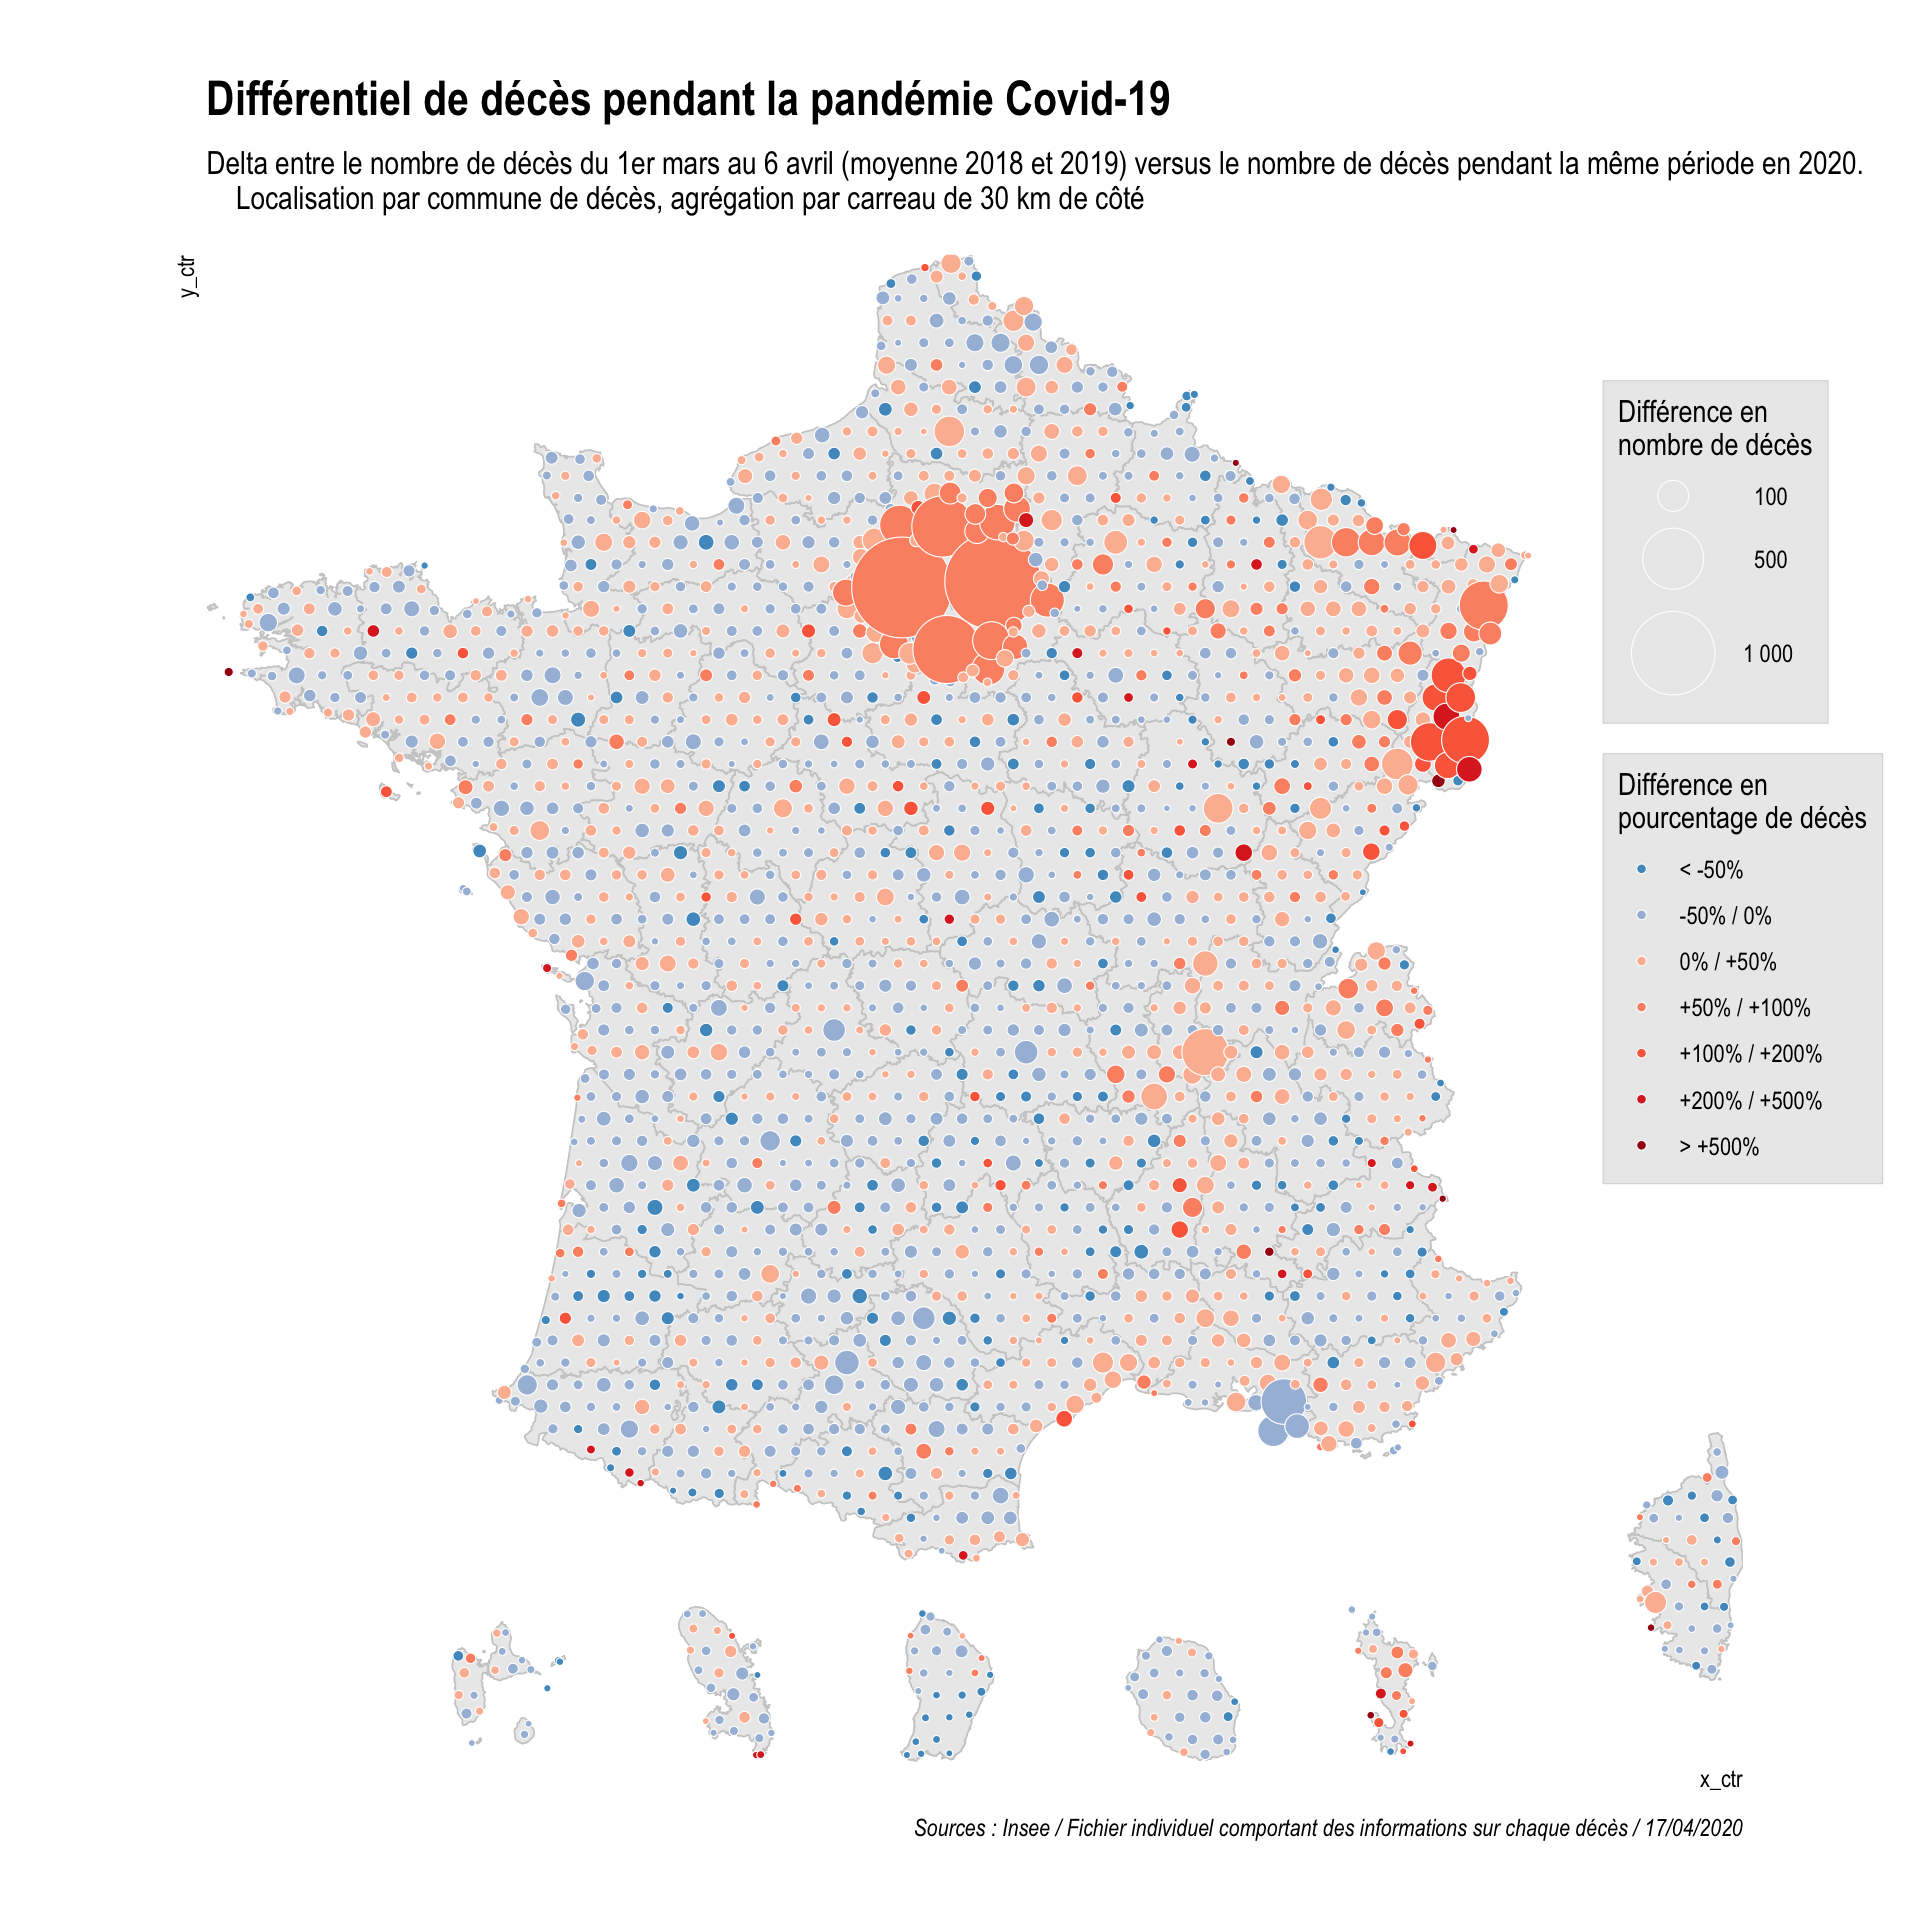 Différentiel de décès pendant la pandémie Covid-19
Delta entre le nombre de décès du 1er mars au 6 avril (moyenne 2018 et 2019) versus le nombre de décès pendant la même période en 2020.
Localisation par commune de décès, agrégation par carreau de 30 km de côté
y_ctr
Différence en
nombre de décès
100
500
1 000
Différence en
pourcentage de décès
< -50%
-50% / 0%
0% / +50%
+50% / +100%
+100% / +200%
+200% / +500%
> +500%
x_ctr
Sources : Insee / Fichier individuel comportant des informations sur chaque décès / 17/04/2020